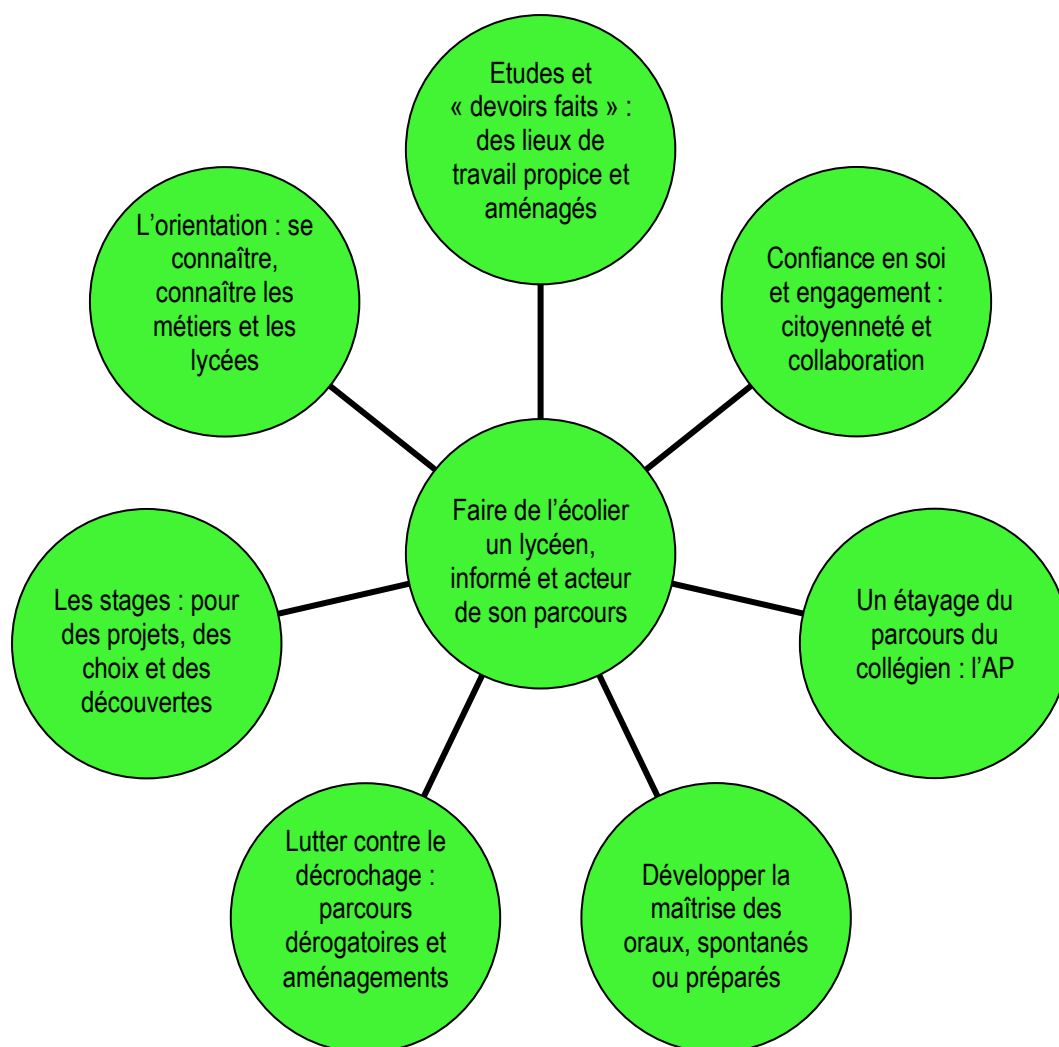 Etudes et
« devoirs faits » :
des lieux de
travail propice et
aménagés
L’orientation : se
connaître,
connaître les
métiers et les
lycées
Confiance en soi
et engagement :
citoyenneté et
collaboration
Faire de l’écolier
un lycéen,
informé et acteur
de son parcours
Les stages : pour
des projets, des
choix et des
découvertes
Un étayage du
parcours du
collégien : l’AP
Lutter contre le
décrochage :
parcours
dérogatoires et
aménagements
Développer la
maîtrise des
oraux, spontanés
ou préparés